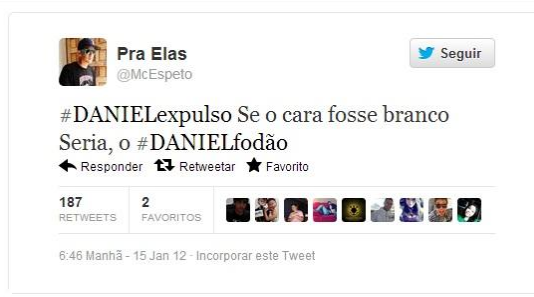 Pra Elas
@McEspeto
Seguir
#DANIELexpulso Se o cara fosse branco
Seria, o #DANIELfodão
Responder Retweetar Favorito
187 2
RETWEETS FAVORITOS
6:46 Manhã - 15 Jan 12 · Incorporar este Tweet